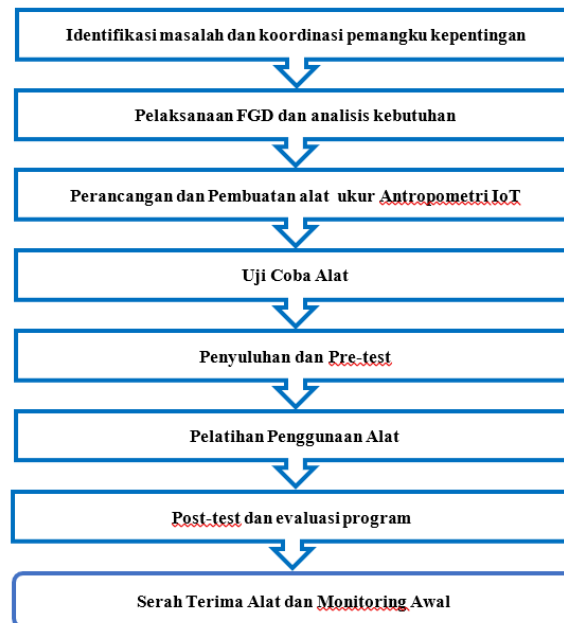 Identifikasi masalah dan koordinasi pemangku kepentingan
Pelaksanaan FGD dan analisis kebutuhan
Perancangan dan Pembuatan alat ukur Antropometri IoT
Uji Coba Alat
Penyuluhan dan Pre-test
Pelatihan Penggunaan Alat
Post-test dan evaluasi program
Serah Terima Alat dan Monitoring Awal